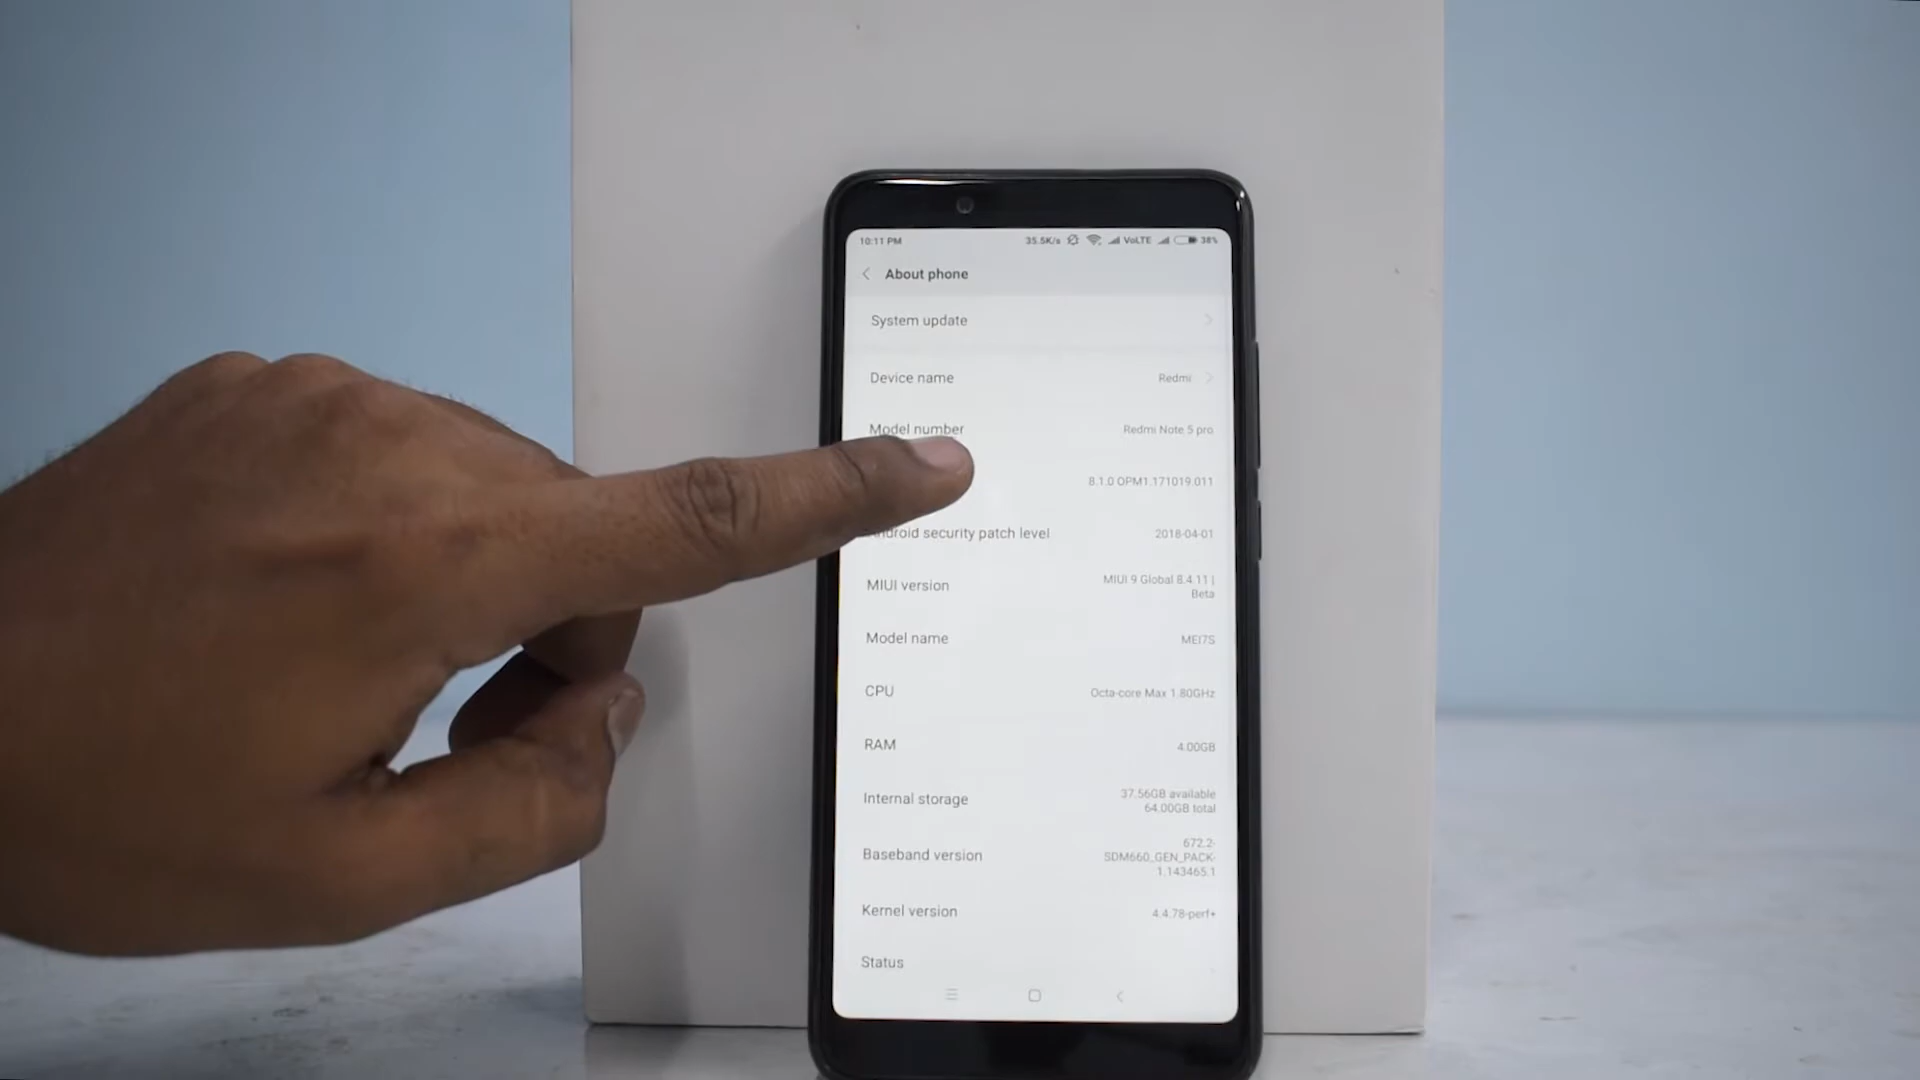 10:11 PM 35.5K/s VoLTE 38%
About phone
System update
Device name Redmi
Model number Redmi Note 5 pro
8.1.0 OPM1.171019.011
Android security patch level 2018-04-01
MIUI version MIUI 9 Global 8.4.11 |
Beta
Model name MEI7S
CPU Octa-core Max 1.80GHz
RAM 4.00GB
Internal storage 37.56GB available
64.00GB total
Baseband version 672.2-
SDM660_GEN_PACK-
1.143465.1
Kernel version 4.4.78-perf+
Status